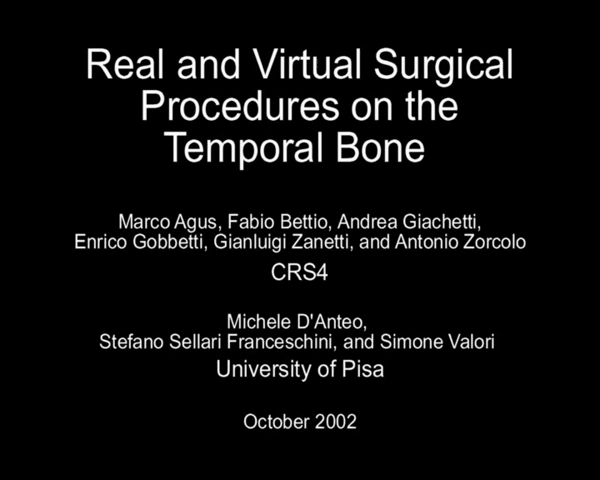 Real and Virtual Surgical
Procedures on the
Temporal Bone
Marco Agus, Fabio Bettio, Andrea Giachetti,
Enrico Gobbetti, Gianluigi Zanetti, and Antonio Zorcolo
CRS4
Michele D'Anteo,
Stefano Sellari Franceschini, and Simone Valori
University of Pisa
October 2002